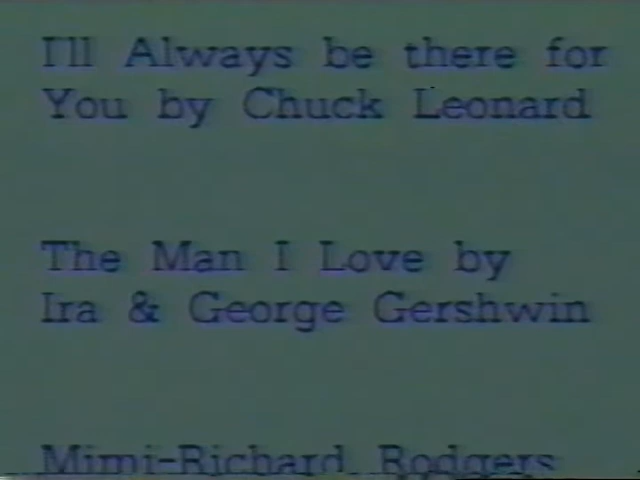 I'll Always be there for
You by Chuck Leonard
The Man I Love by
Ira & George Gershwin
Mimi-Richard Rodgers